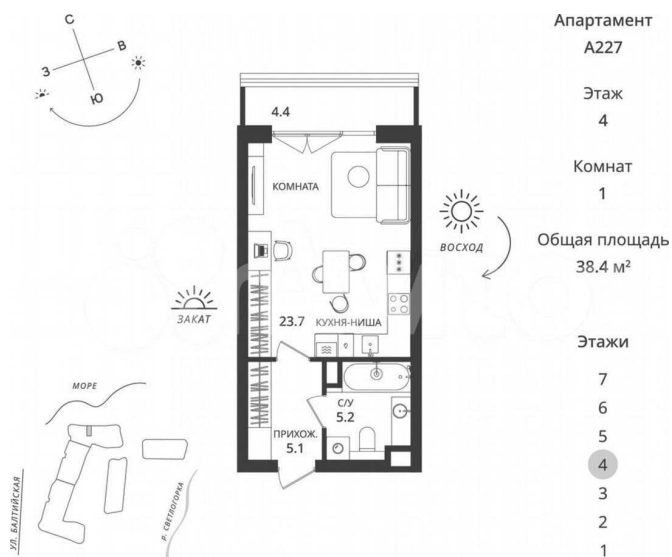 С
В
З
Ю
4.4
КОМНАТА
ВОСХОД
ЗАКАТ
23.7 КУХНЯ-НИША
С/У
5.2
ПРИХОЖ.
5.1
МОРЕ
УЛ. БАЛТИЙСКАЯ
Р. СВЕТЛОГОРКА
Апартамент
А227
Этаж
4
Комнат
1
Общая площадь
38.4 м²
Этажи
7
6
5
4
3
2
1